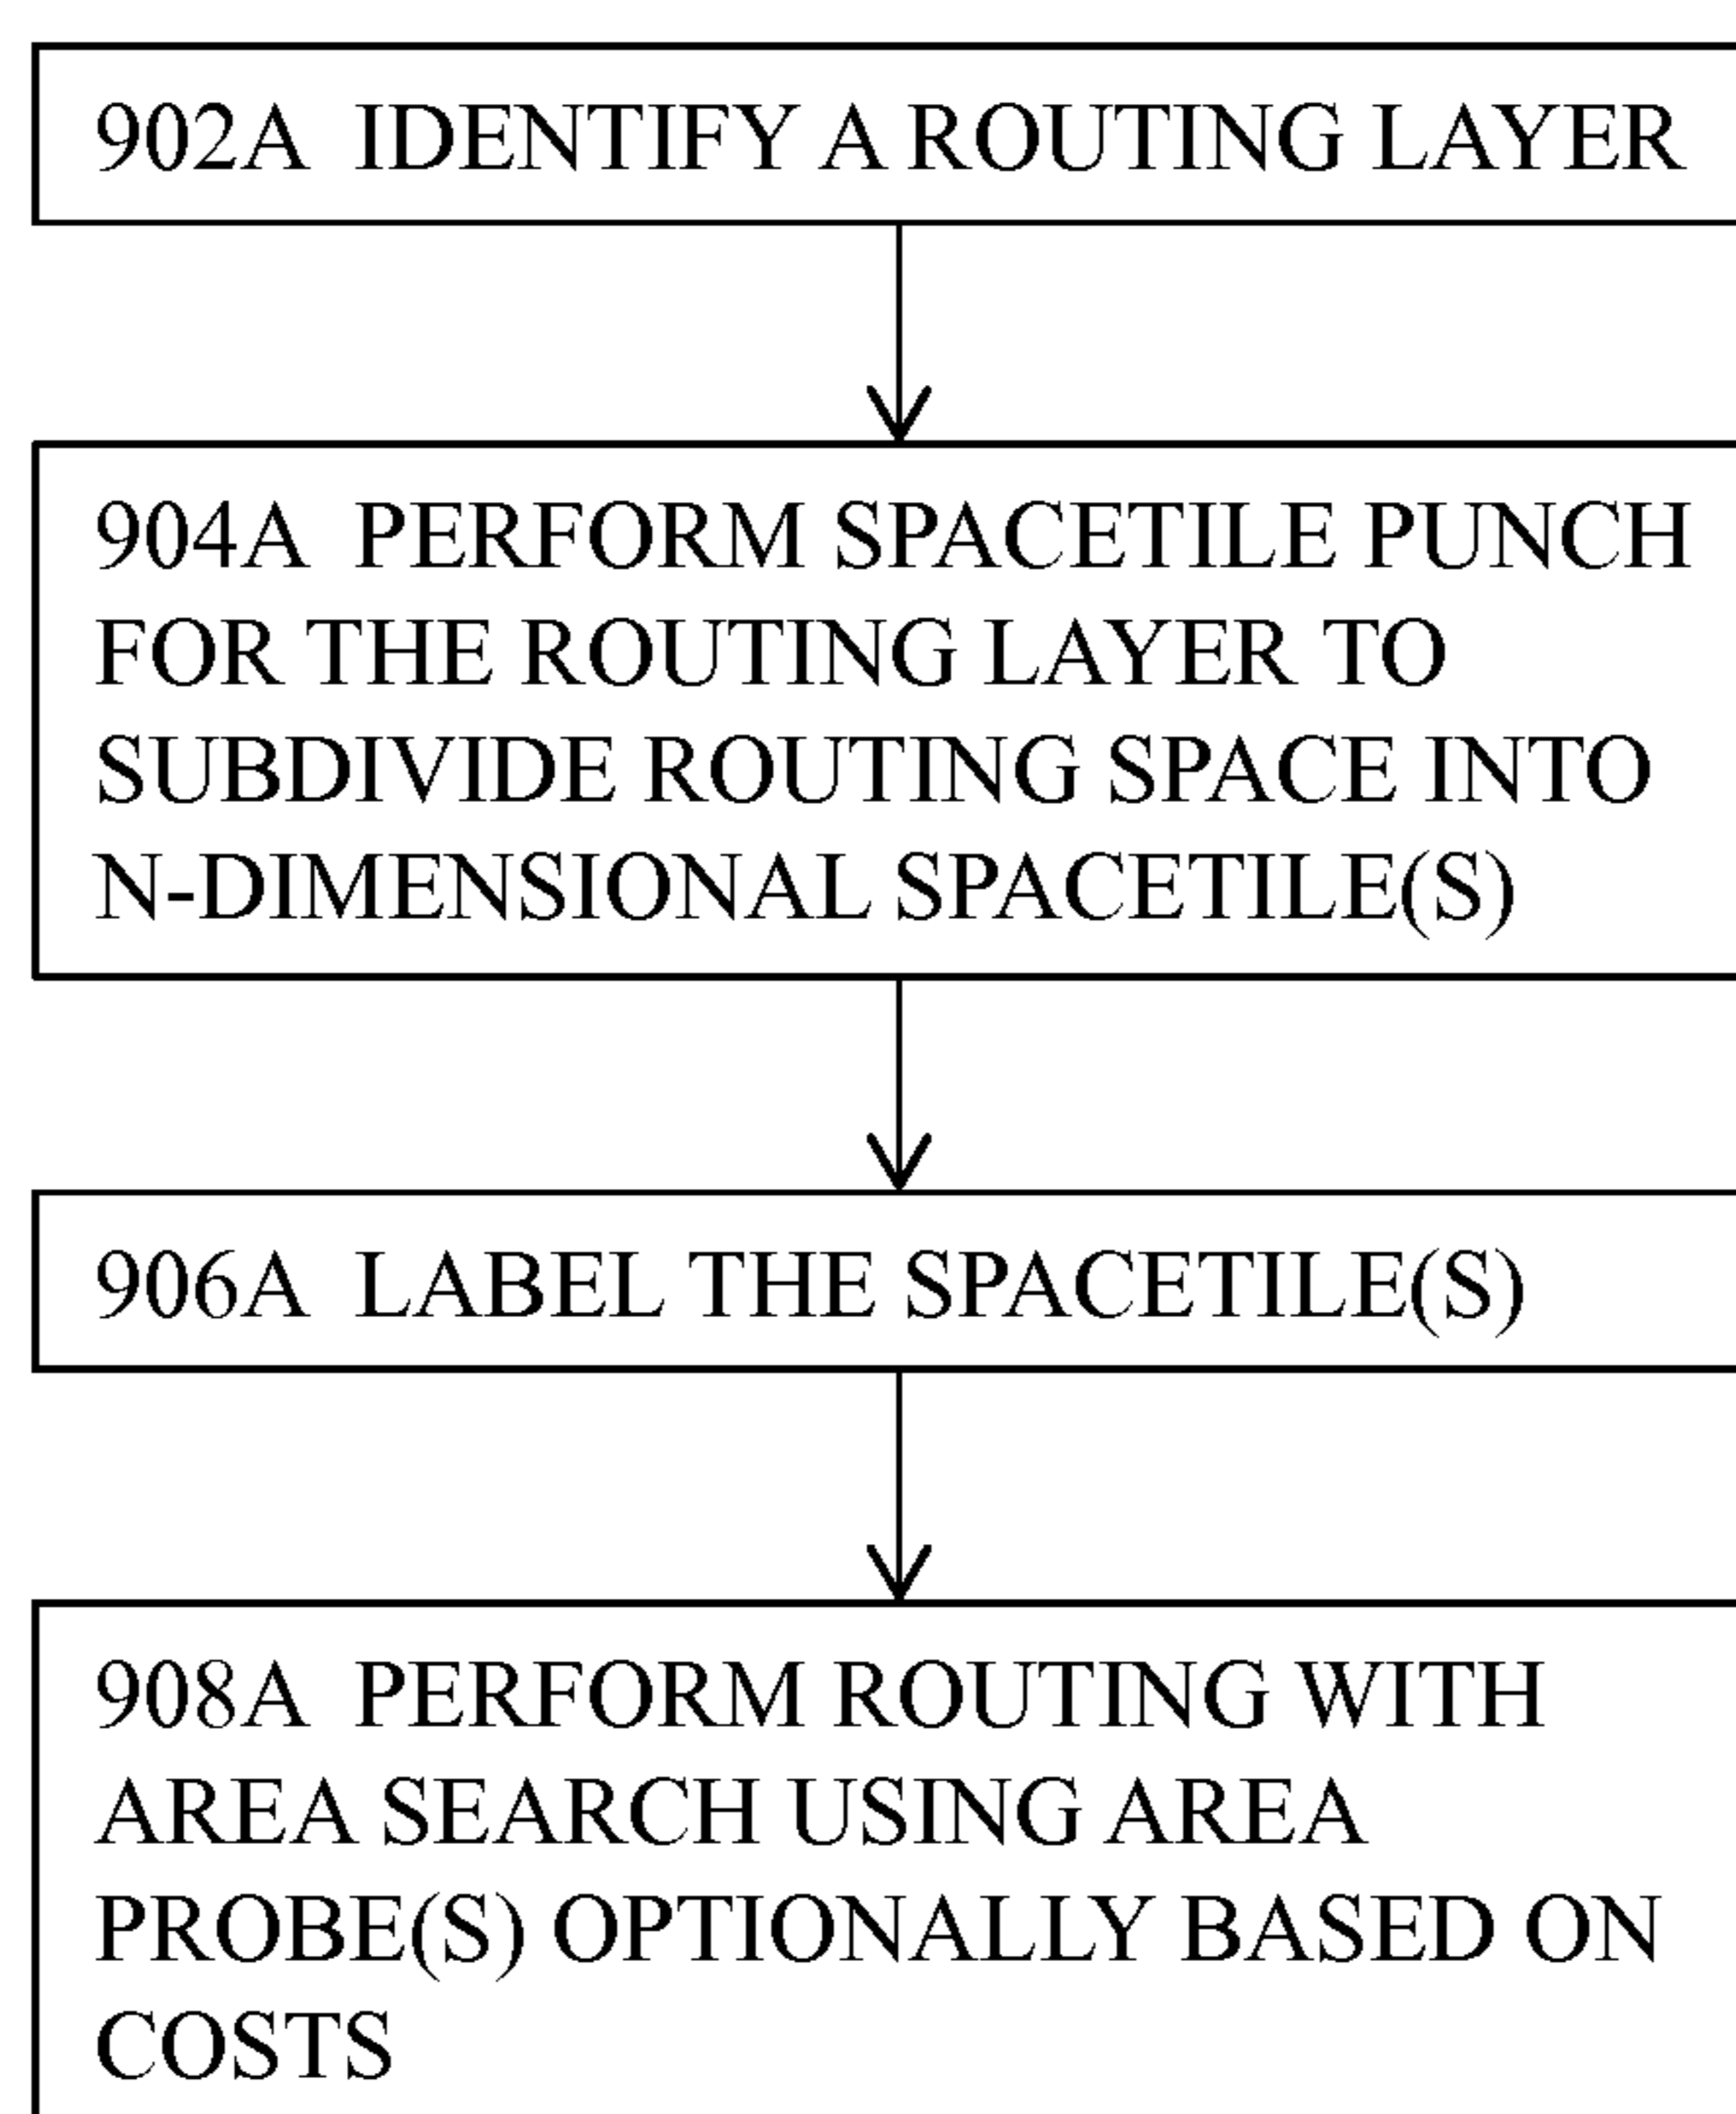 902A IDENTIFY A ROUTING LAYER
904A PERFORM SPACETILE PUNCH
FOR THE ROUTING LAYER TO
SUBDIVIDE ROUTING SPACE INTO
N-DIMENSIONAL SPACETILE(S)
906A LABEL THE SPACETILE(S)
908A PERFORM ROUTING WITH
AREA SEARCH USING AREA
PROBE(S) OPTIONALLY BASED ON
COSTS